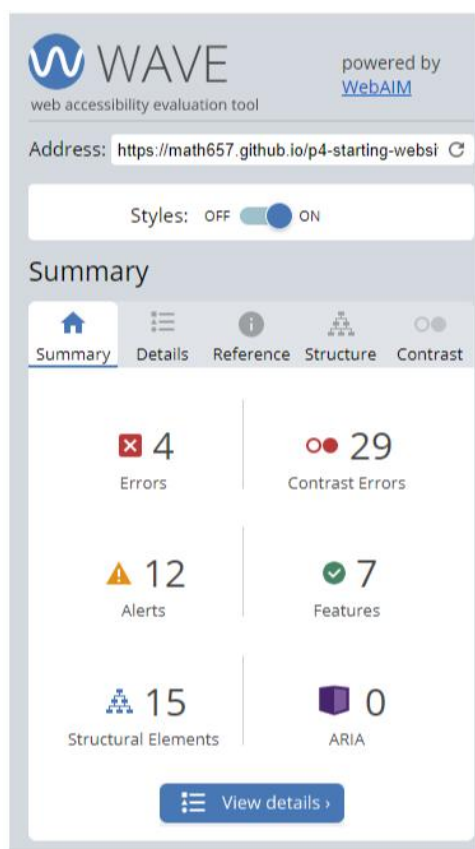 WAVE
powered by
WebAIM
web accessibility evaluation tool
Address: https://math657.github.io/p4-starting-websi
Styles: OFF ON
Summary
Summary Details Reference Structure Contrast
4 29
Errors Contrast Errors
12 7
Alerts Features
15 0
Structural Elements ARIA
View details ›